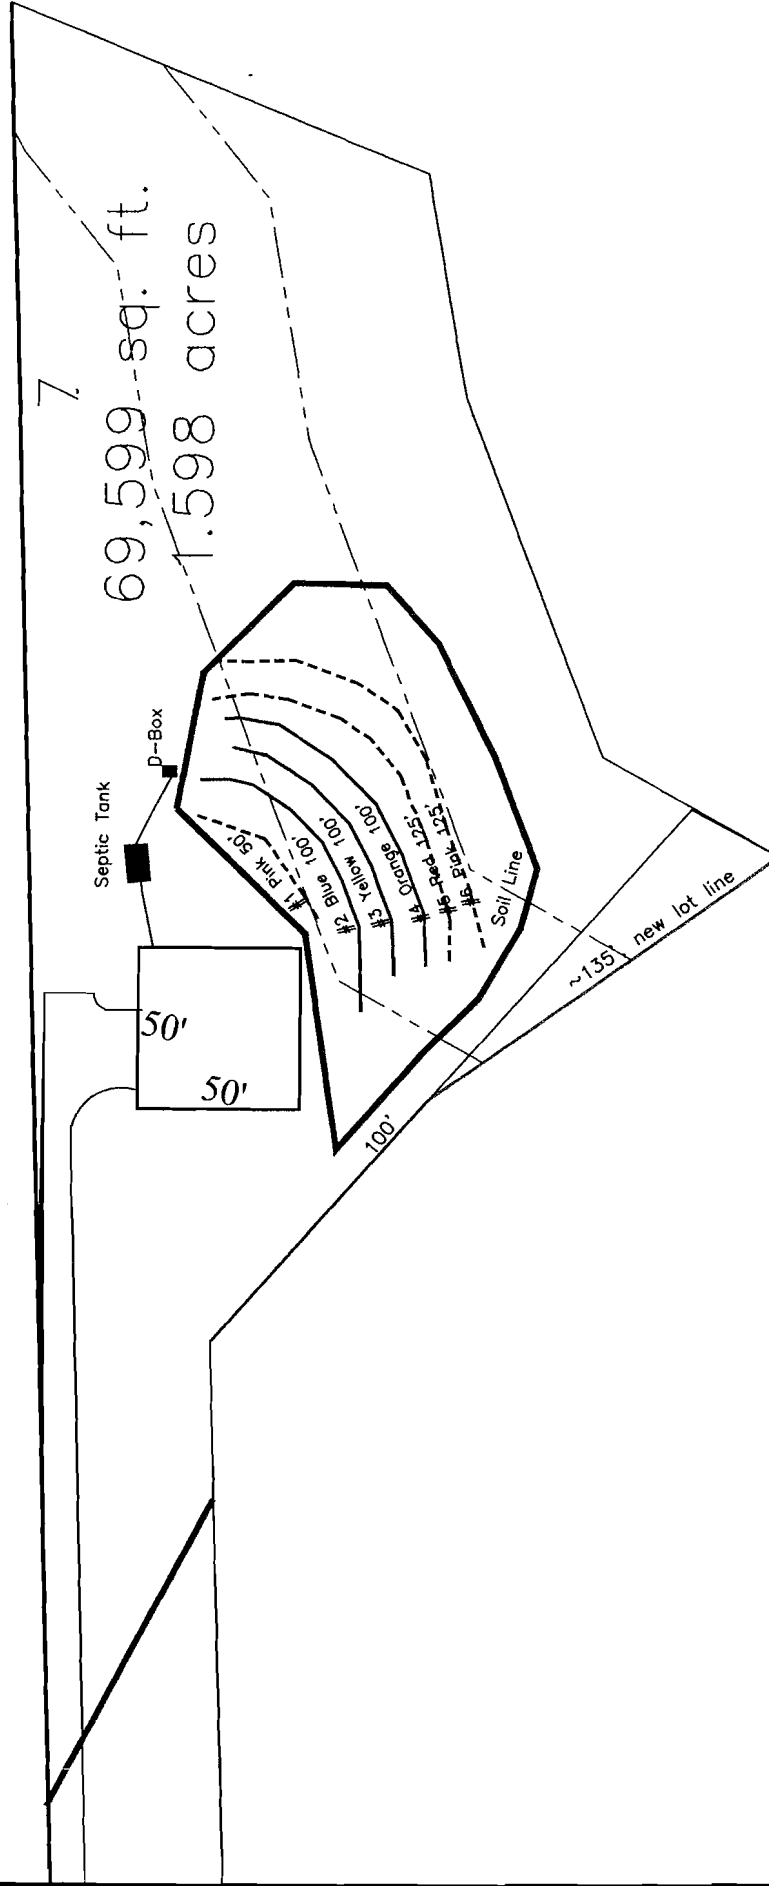 7.
69,599 sq. ft.
1.598 acres
D-Box
Septic Tank
#1 Pink 50'
#2 Blue 100'
#3 Yellow 100'
#4 Orange 100'
#5 Red 125'
#6 Pink 125'
Soil Line
50'
50'
~135'
new lot line
100'